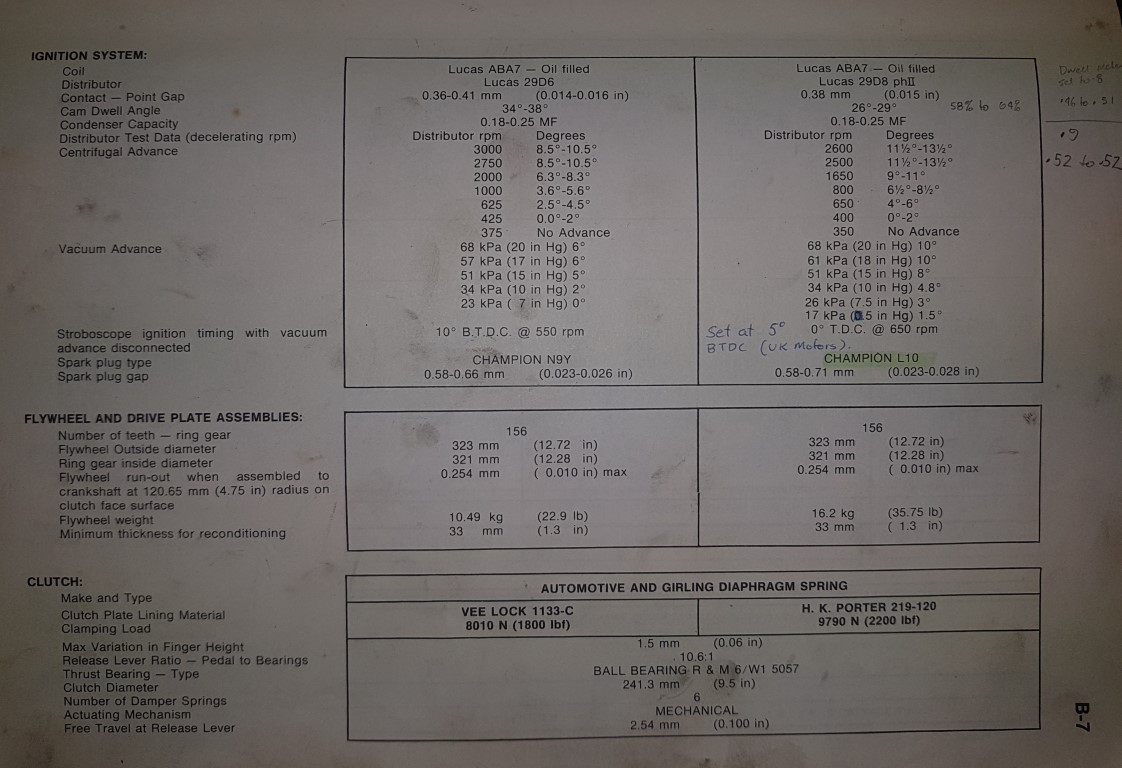 IGNITION SYSTEM:
Coil Lucas ABA7 — Oil filled Lucas ABA7 — Oil filled
Distributor Lucas 29D6 Lucas 29D8 phII
Contact — Point Gap 0.36-0.41 mm (0.014-0.016 in) 0.38 mm (0.015 in)
Cam Dwell Angle 34°-38° 26°-29° 58% to 64%
Condenser Capacity 0.18-0.25 MF 0.18-0.25 MF
Distributor Test Data (decelerating rpm) Distributor rpm Degrees Distributor rpm Degrees
Centrifugal Advance 3000 8.5°-10.5° 2600 11½°-13½°
2750 8.5°-10.5° 2500 11½°-13½°
2000 6.3°-8.3° 1650 9°-11°
1000 3.6°-5.6° 800 6½°-8½°
625 2.5°-4.5° 650 4°-6°
425 0.0°-2° 400 0°-2°
375 No Advance 350 No Advance
Vacuum Advance 68 kPa (20 in Hg) 6° 68 kPa (20 in Hg) 10°
57 kPa (17 in Hg) 6° 61 kPa (18 in Hg) 10°
51 kPa (15 in Hg) 5° 51 kPa (15 in Hg) 8°
34 kPa (10 in Hg) 2° 34 kPa (10 in Hg) 4.8°
23 kPa ( 7 in Hg) 0° 26 kPa (7.5 in Hg) 3°
17 kPa ( .5 in Hg) 1.5°
Stroboscope ignition timing with vacuum 10° B.T.D.C. @ 550 rpm Set at 5° 0° T.D.C. @ 650 rpm
advance disconnected BTDC (UK Motors).
Spark plug type CHAMPION N9Y CHAMPION L10
Spark plug gap 0.58-0.66 mm (0.023-0.026 in) 0.58-0.71 mm (0.023-0.028 in)
Dwell
set to 8
.46 to .51
.9
.52 to .52
FLYWHEEL AND DRIVE PLATE ASSEMBLIES:
Number of teeth — ring gear 156 156
Flywheel Outside diameter 323 mm (12.72 in) 323 mm (12.72 in)
Ring gear inside diameter 321 mm (12.28 in) 321 mm (12.28 in)
Flywheel run-out when assembled to 0.254 mm ( 0.010 in) max 0.254 mm ( 0.010 in) max
crankshaft at 120.65 mm (4.75 in) radius on
clutch face surface
Flywheel weight 10.49 kg (22.9 lb) 16.2 kg (35.75 lb)
Minimum thickness for reconditioning 33 mm (1.3 in) 33 mm ( 1.3 in)
CLUTCH:
AUTOMOTIVE AND GIRLING DIAPHRAGM SPRING
Make and Type
Clutch Plate Lining Material VEE LOCK 1133-C H. K. PORTER 219-120
Clamping Load 8010 N (1800 lbf) 9790 N (2200 lbf)
Max Variation in Finger Height 1.5 mm (0.06 in)
Release Lever Ratio — Pedal to Bearings 10.6:1
Thrust Bearing — Type BALL BEARING R & M 6/W1 5057
Clutch Diameter 241.3 mm (9.5 in)
Number of Damper Springs 6
Actuating Mechanism MECHANICAL
Free Travel at Release Lever 2.54 mm (0.100 in)
B-7